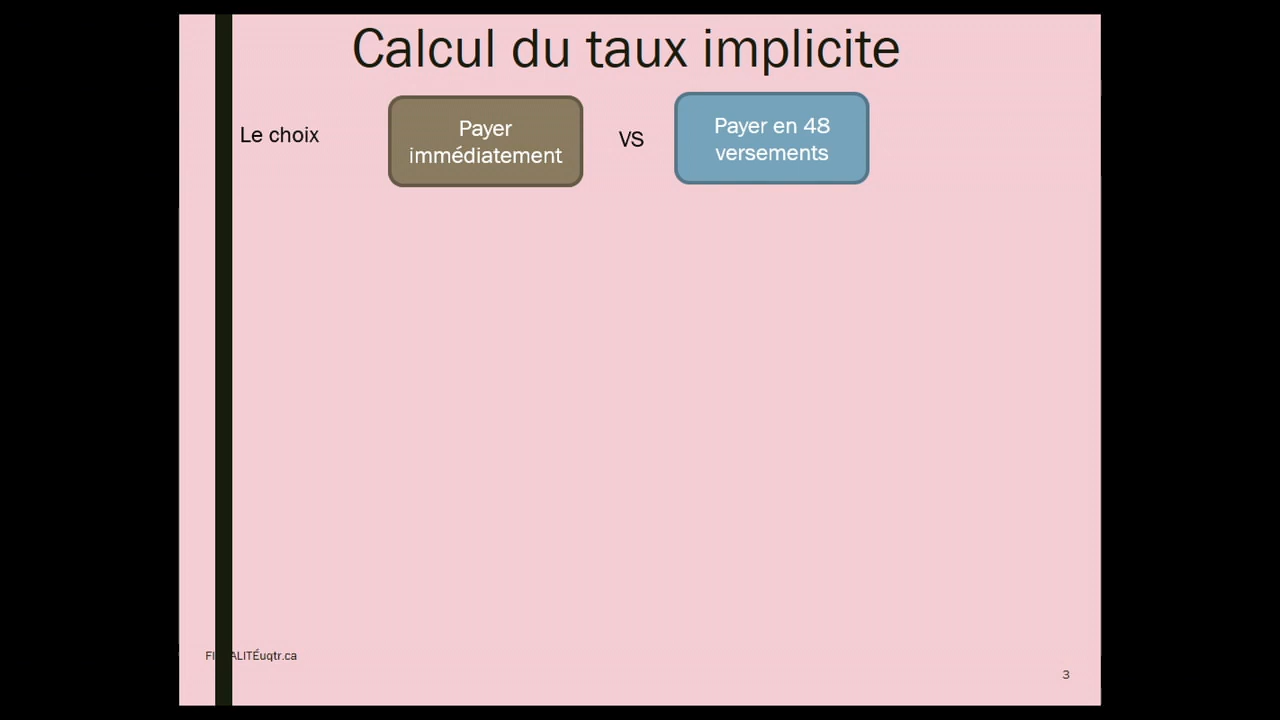 Calcul du taux implicite
Le choix
Payer
immédiatement
VS
Payer en 48
versements
3